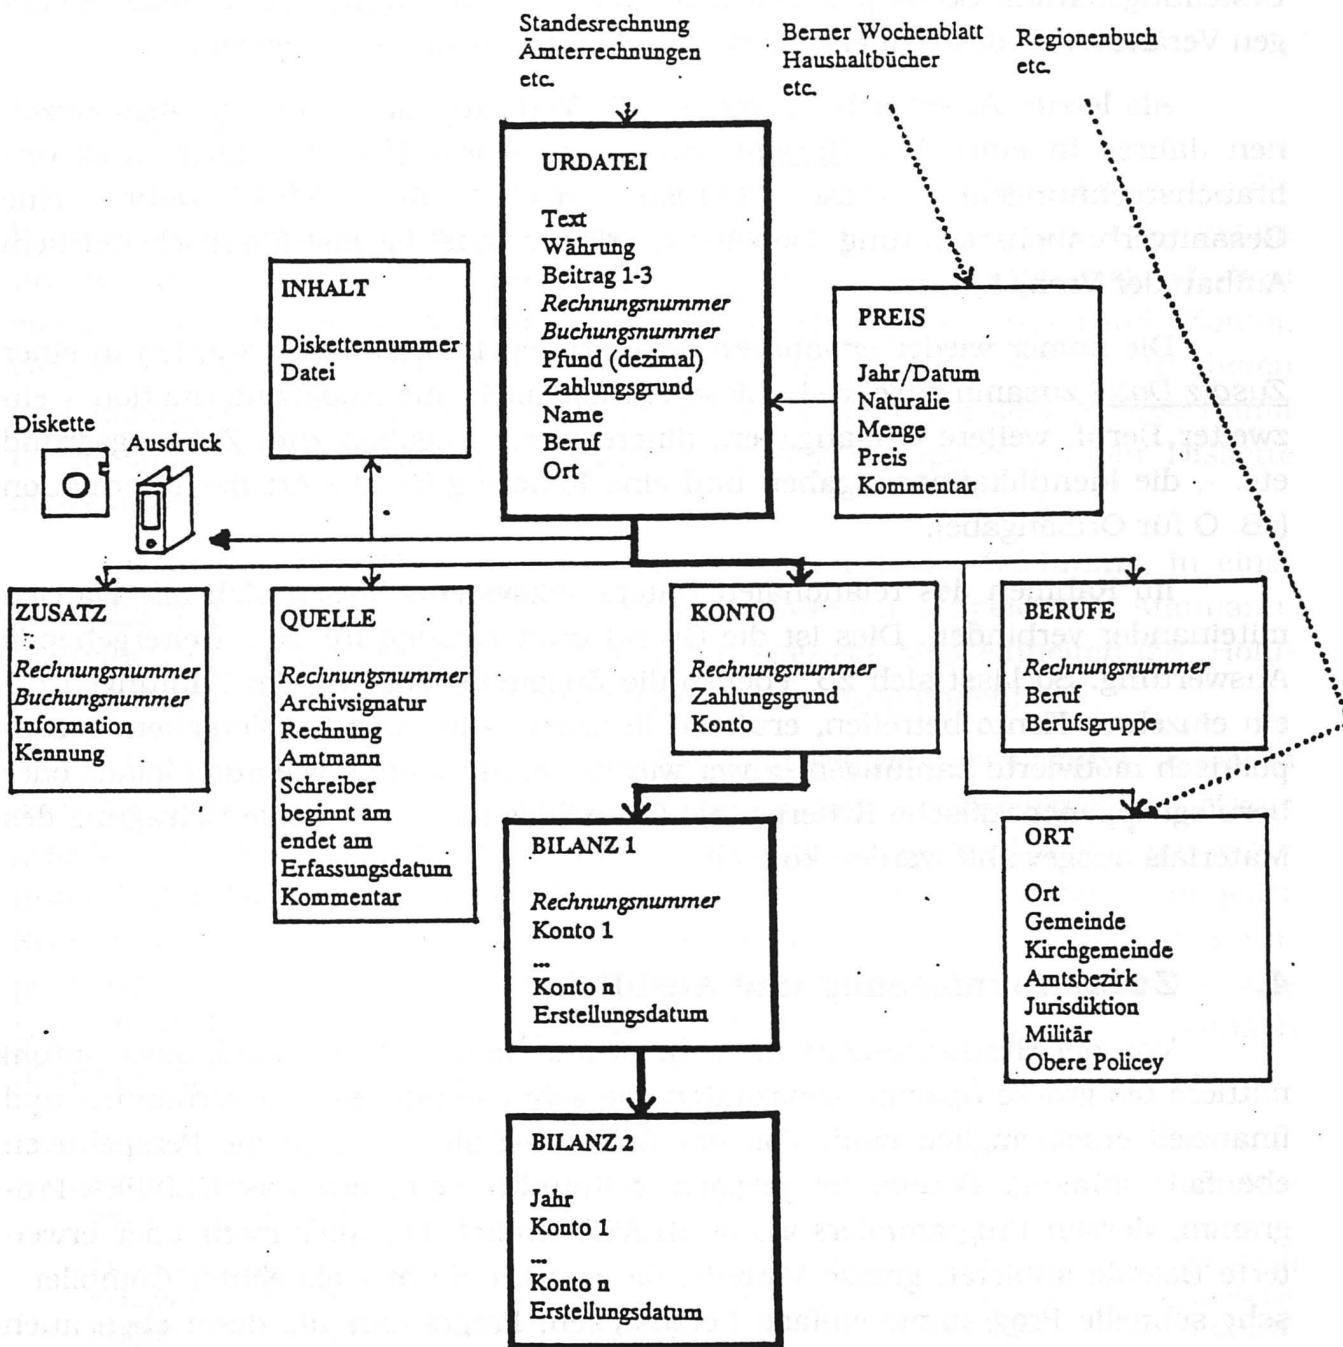 Standesrechnung
Ämterrechnungen
etc.
Berner Wochenblatt
Haushaltbücher
etc.
Regionenbuch
etc.
URDATEI
Text
Währung
Beitrag 1-3
Rechnungsnummer
Buchungsnummer
Pfund (dezimal)
Zahlungsgrund
Name
Beruf
Ort
INHALT
Diskettennummer
Datei
PREIS
Jahr/Datum
Naturalie
Menge
Preis
Kommentar
Diskette
Ausdruck
ZUSATZ
Rechnungsnummer
Buchungsnummer
Information
Kennung
QUELLE
Rechnungsnummer
Archivsignatur
Rechnung
Amtmann
Schreiber
beginnt am
endet am
Erfassungsdatum
Kommentar
KONTO
Rechnungsnummer
Zahlungsgrund
Konto
BERUFE
Rechnungsnummer
Beruf
Berufsgruppe
BILANZ 1
Rechnungsnummer
Konto 1
...
Konto n
Erstellungsdatum
ORT
Ort
Gemeinde
Kirchgemeinde
Amtsbezirk
Jurisdiktion
Militär
Obere Policey
BILANZ 2
Jahr
Konto 1
...
Konto n
Erstellungsdatum